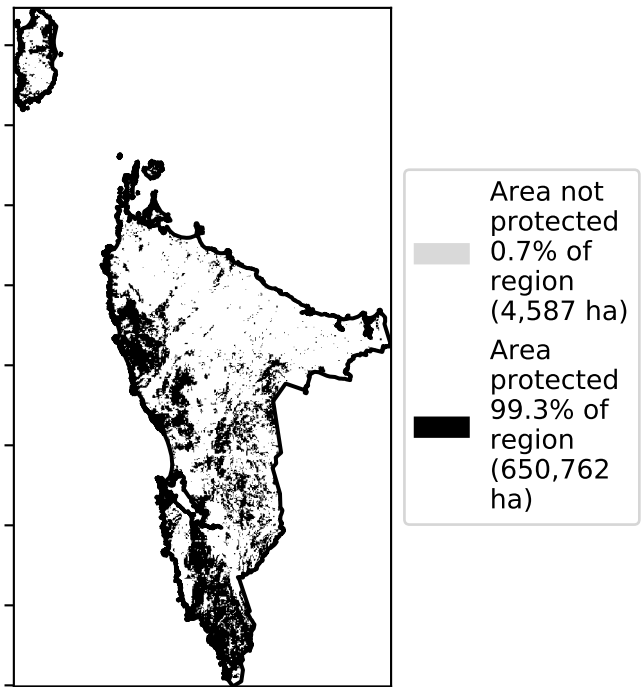 Area not
protected
0.7% of
region
(4,587 ha)
Area
protected
99.3% of
region
(650,762
ha)